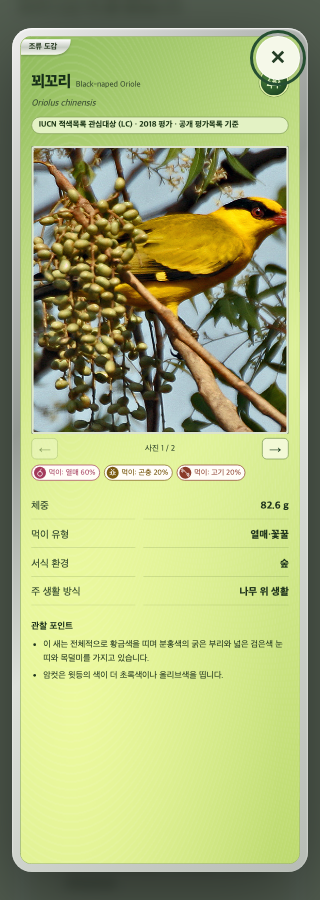 조류 도감
꾀꼬리 Black-naped Oriole
Oriolus chinensis
IUCN 적색목록 관심대상 (LC) · 2018 평가 · 공개 평가목록 기준
← 사진 1 / 2 →
먹이: 열매 60% 먹이: 곤충 20% 먹이: 고기 20%
체중 82.6 g
먹이 유형 열매·꽃꿀
서식 환경 숲
주 생활 방식 나무 위 생활
관찰 포인트
• 이 새는 전체적으로 황금색을 띠며 분홍색의 굵은 부리와 넓은 검은색 눈
띠와 목덜미를 가지고 있습니다.
• 암컷은 윗등의 색이 더 초록색이나 올리브색을 띱니다.